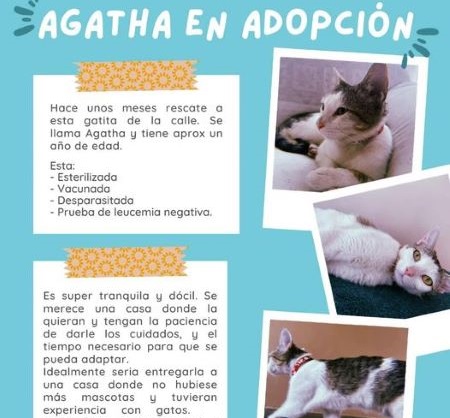 AGATHA EN ADOPCIÓN
Hace unos meses rescate a
esta gatita de la calle. Se
llama Agatha y tiene aprox un
año de edad.
Esta:
- Esterilizada
- Vacunada
- Desparasitada
- Prueba de leucemia negativa.
Es super tranquila y dócil. Se
merece una casa donde la
quieran y tengan la paciencia
de darle los cuidados, y el
tiempo necesario para que se
pueda adaptar.
Idealmente seria entregarla a
una casa donde no hubiese
más mascotas y tuvieran
experiencia con gatos.